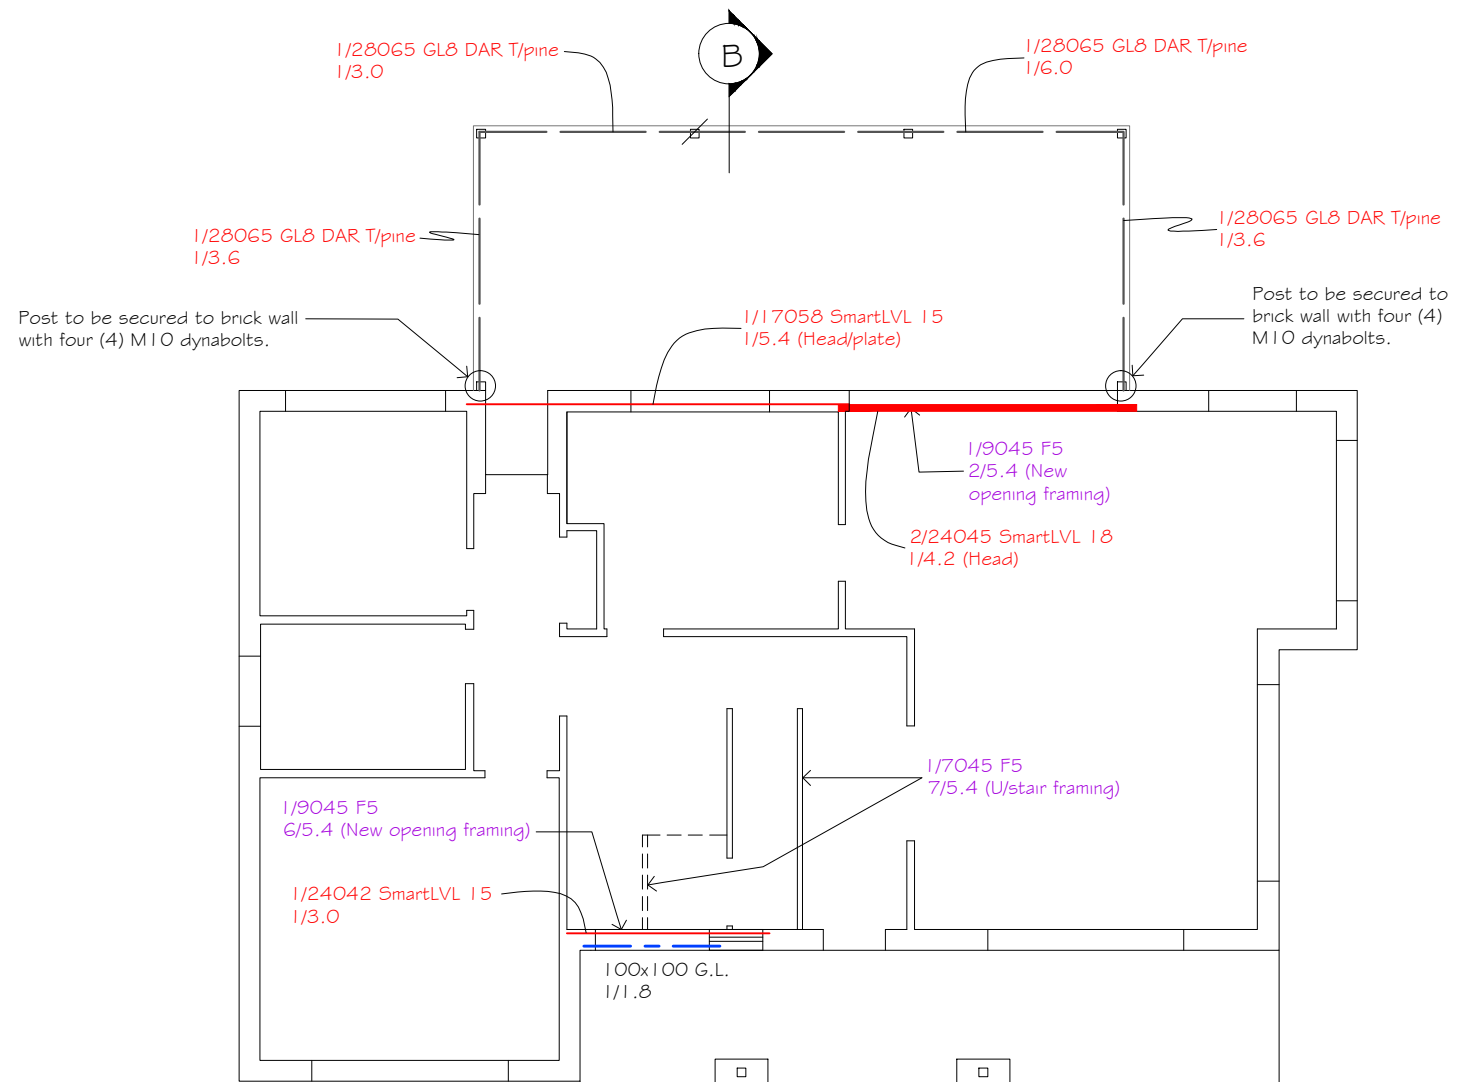 1/28065 GL8 DAR T/pine
1/3.0
B
1/28065 GL8 DAR T/pine
1/6.0
1/28065 GL8 DAR T/pine
1/3.6
1/28065 GL8 DAR T/pine
1/3.6
Post to be secured to brick wall
with four (4) M10 dynabolts.
1/17058 SmartLVL 15
1/5.4 (Head/plate)
Post to be secured to
brick wall with four (4)
M10 dynabolts.
1/9045 F5
2/5.4 (New
opening framing)
2/24045 SmartLVL 18
1/4.2 (Head)
1/7045 F5
7/5.4 (U/stair framing)
1/9045 F5
6/5.4 (New opening framing)
1/24042 SmartLVL 15
1/3.0
100x100 G.L.
1/1.8